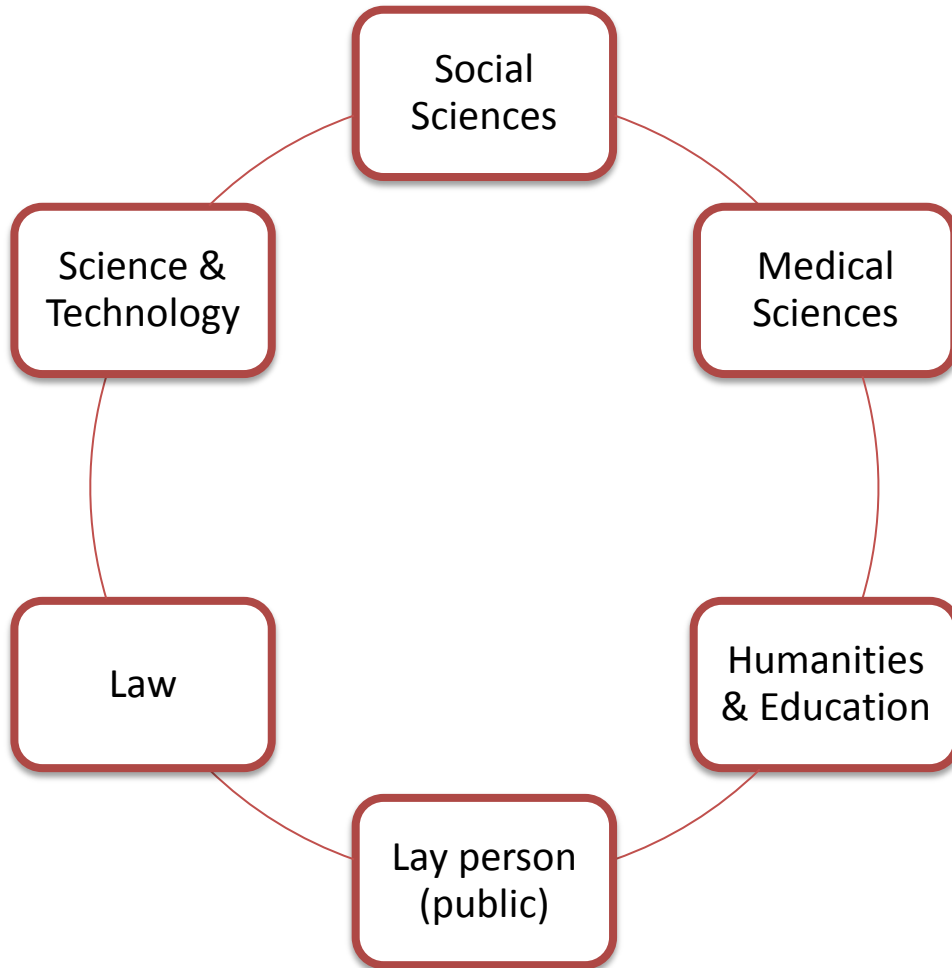 Social
Sciences
Medical
Sciences
Humanities
& Education
Lay person
(public)
Law
Science &
Technology